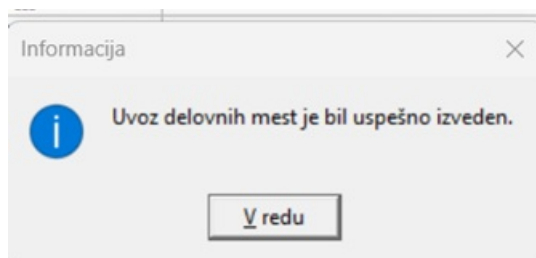 Informacija
Uvoz delovnih mest je bil uspešno izveden.
V redu